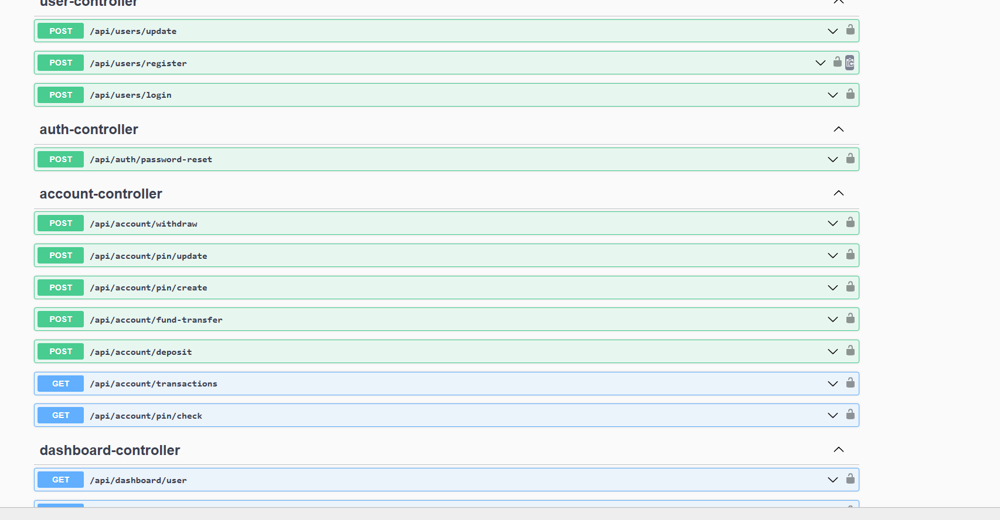 user-controller
POST /api/users/update
POST /api/users/register
POST /api/users/login
auth-controller
POST /api/auth/password-reset
account-controller
POST /api/account/withdraw
POST /api/account/pin/update
POST /api/account/pin/create
POST /api/account/fund-transfer
POST /api/account/deposit
GET /api/account/transactions
GET /api/account/pin/check
dashboard-controller
GET /api/dashboard/user